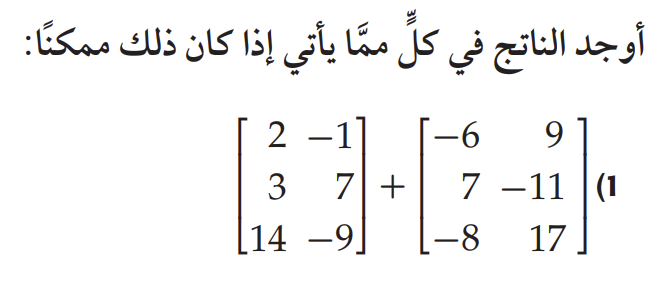 أوجد الناتج في كلٍّ ممَّا يأتي إذا كان ذلك ممكنًا:
(1 [2 −1; 3 7; 14 −9] + [−6 9; 7 −11; −8 17]